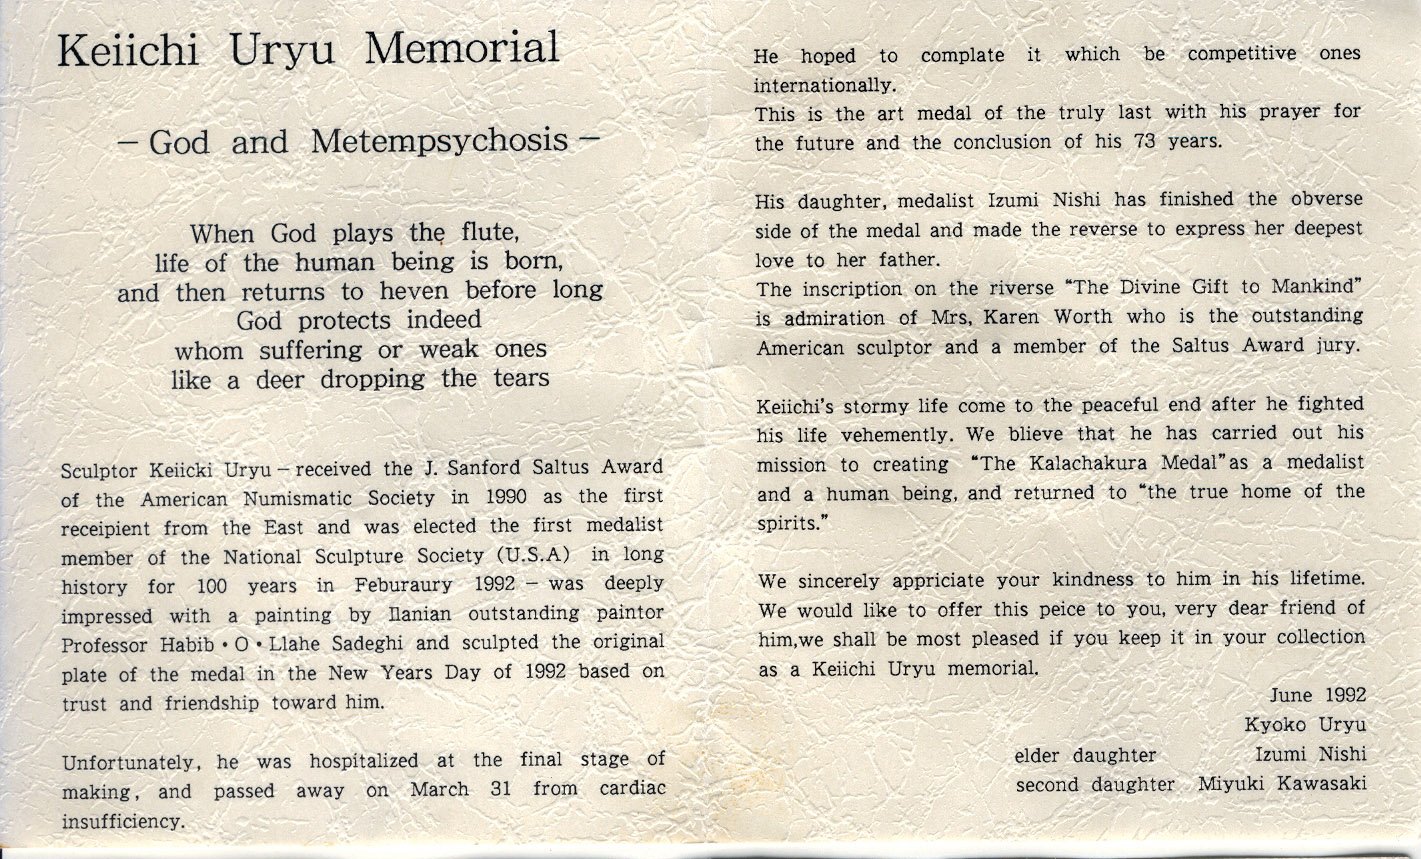 Keiichi Uryu Memorial
— God and Metempsychosis —
When God plays the flute,
life of the human being is born,
and then returns to heven before long
God protects indeed
whom suffering or weak ones
like a deer dropping the tears
Sculptor Keiicki Uryu – received the J. Sanford Saltus Award
of the American Numismatic Society in 1990 as the first
receipient from the East and was elected the first medalist
member of the National Sculpture Society (U.S.A) in long
history for 100 years in Feburaury 1992 – was deeply
impressed with a painting by Ilanian outstanding paintor
Professor Habib・O・Llahe Sadeghi and sculpted the original
plate of the medal in the New Years Day of 1992 based on
trust and friendship toward him.
Unfortunately, he was hospitalized at the final stage of
making, and passed away on March 31 from cardiac
insufficiency.
He hoped to complate it which be competitive ones
internationally.
This is the art medal of the truly last with his prayer for
the future and the conclusion of his 73 years.
His daughter, medalist Izumi Nishi has finished the obverse
side of the medal and made the reverse to express her deepest
love to her father.
The inscription on the riverse “The Divine Gift to Mankind”
is admiration of Mrs, Karen Worth who is the outstanding
American sculptor and a member of the Saltus Award jury.
Keiichi's stormy life come to the peaceful end after he fighted
his life vehemently. We blieve that he has carried out his
mission to creating “The Kalachakura Medal” as a medalist
and a human being, and returned to “the true home of the
spirits.”
We sincerely appriciate your kindness to him in his lifetime.
We would like to offer this peice to you, very dear friend of
him,we shall be most pleased if you keep it in your collection
as a Keiichi Uryu memorial.
June 1992
Kyoko Uryu
elder daughter Izumi Nishi
second daughter Miyuki Kawasaki